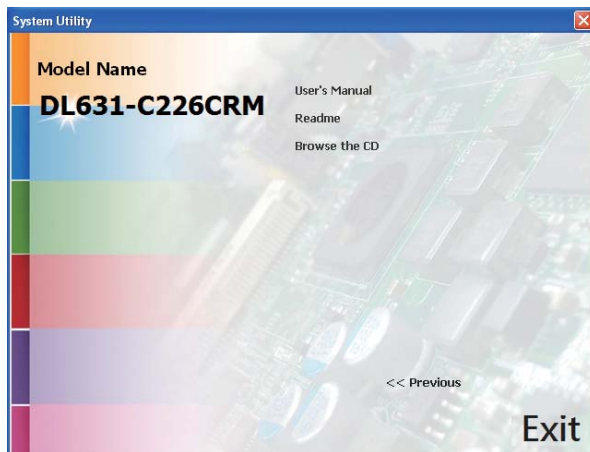 System Utility
Model Name
DL631-C226CRM
User's Manual
Readme
Browse the CD
<< Previous
Exit